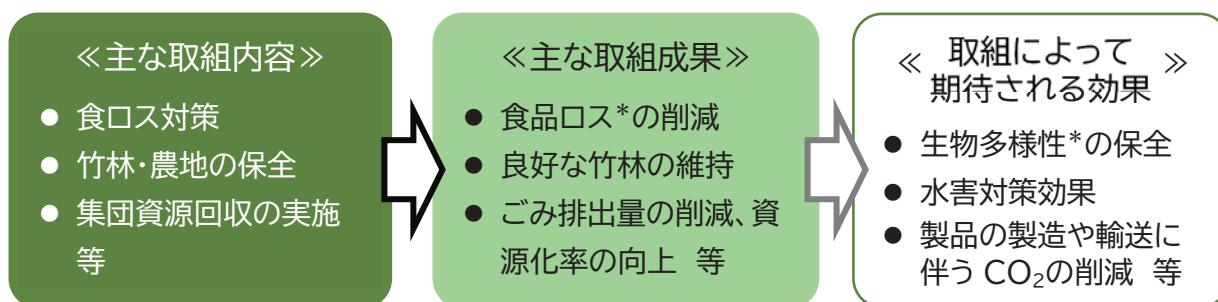 ≪主な取組内容≫
● 食ロス対策
● 竹林・農地の保全
● 集団資源回収の実施
等
≪主な取組成果≫
● 食品ロス*の削減
● 良好な竹林の維持
● ごみ排出量の削減、資
源化率の向上 等
≪ 取組によって
期待される効果 ≫
● 生物多様性*の保全
● 水害対策効果
● 製品の製造や輸送に
伴う CO₂の削減 等